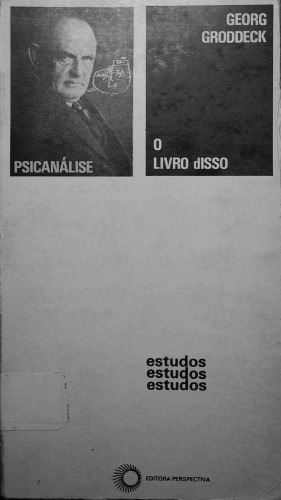 GEORG
GRODDECK
PSICANÁLISE
O
LIVRO dISSO
estudos
estudos
estudos
EDITORA PERSPECTIVA